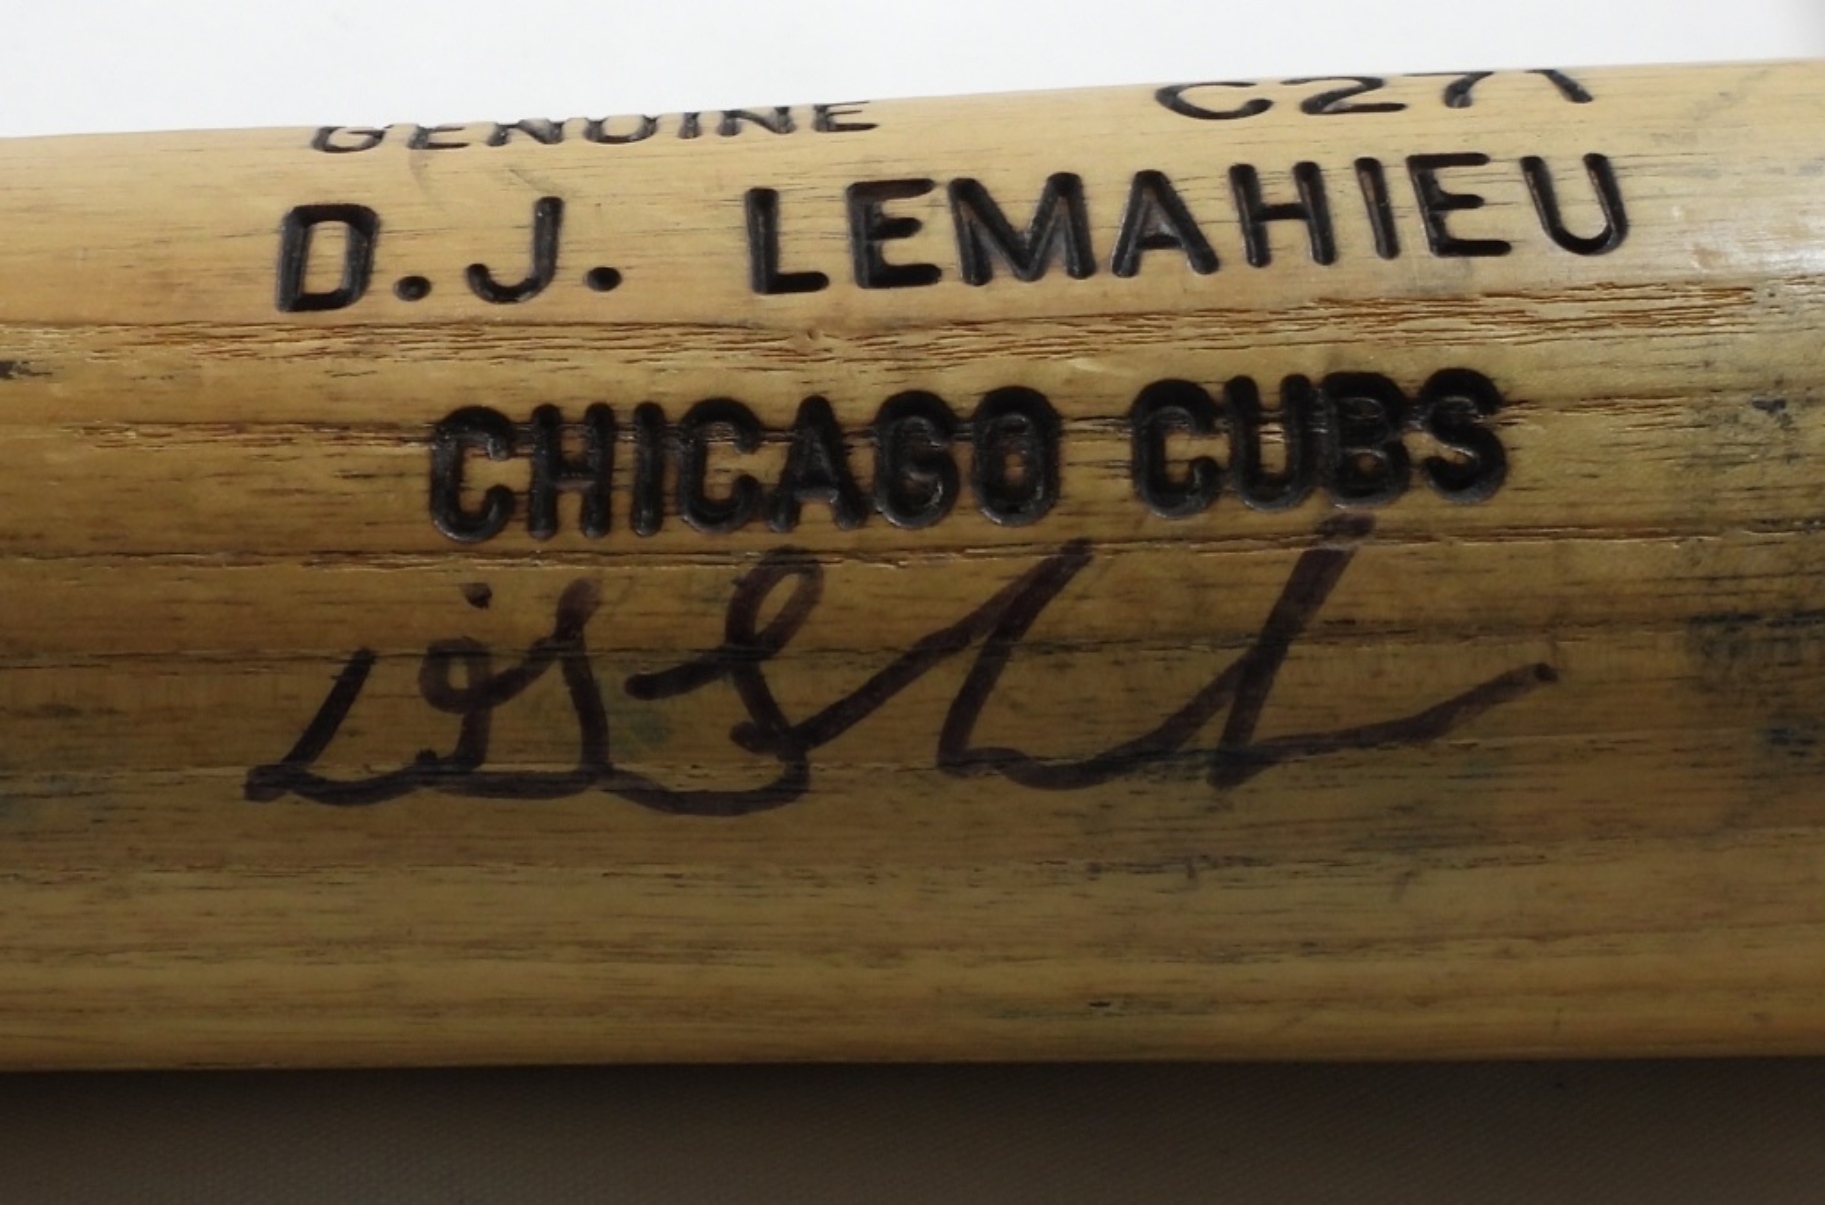 GENUINE C271
D.J. LEMAHIEU
CHICAGO CUBS